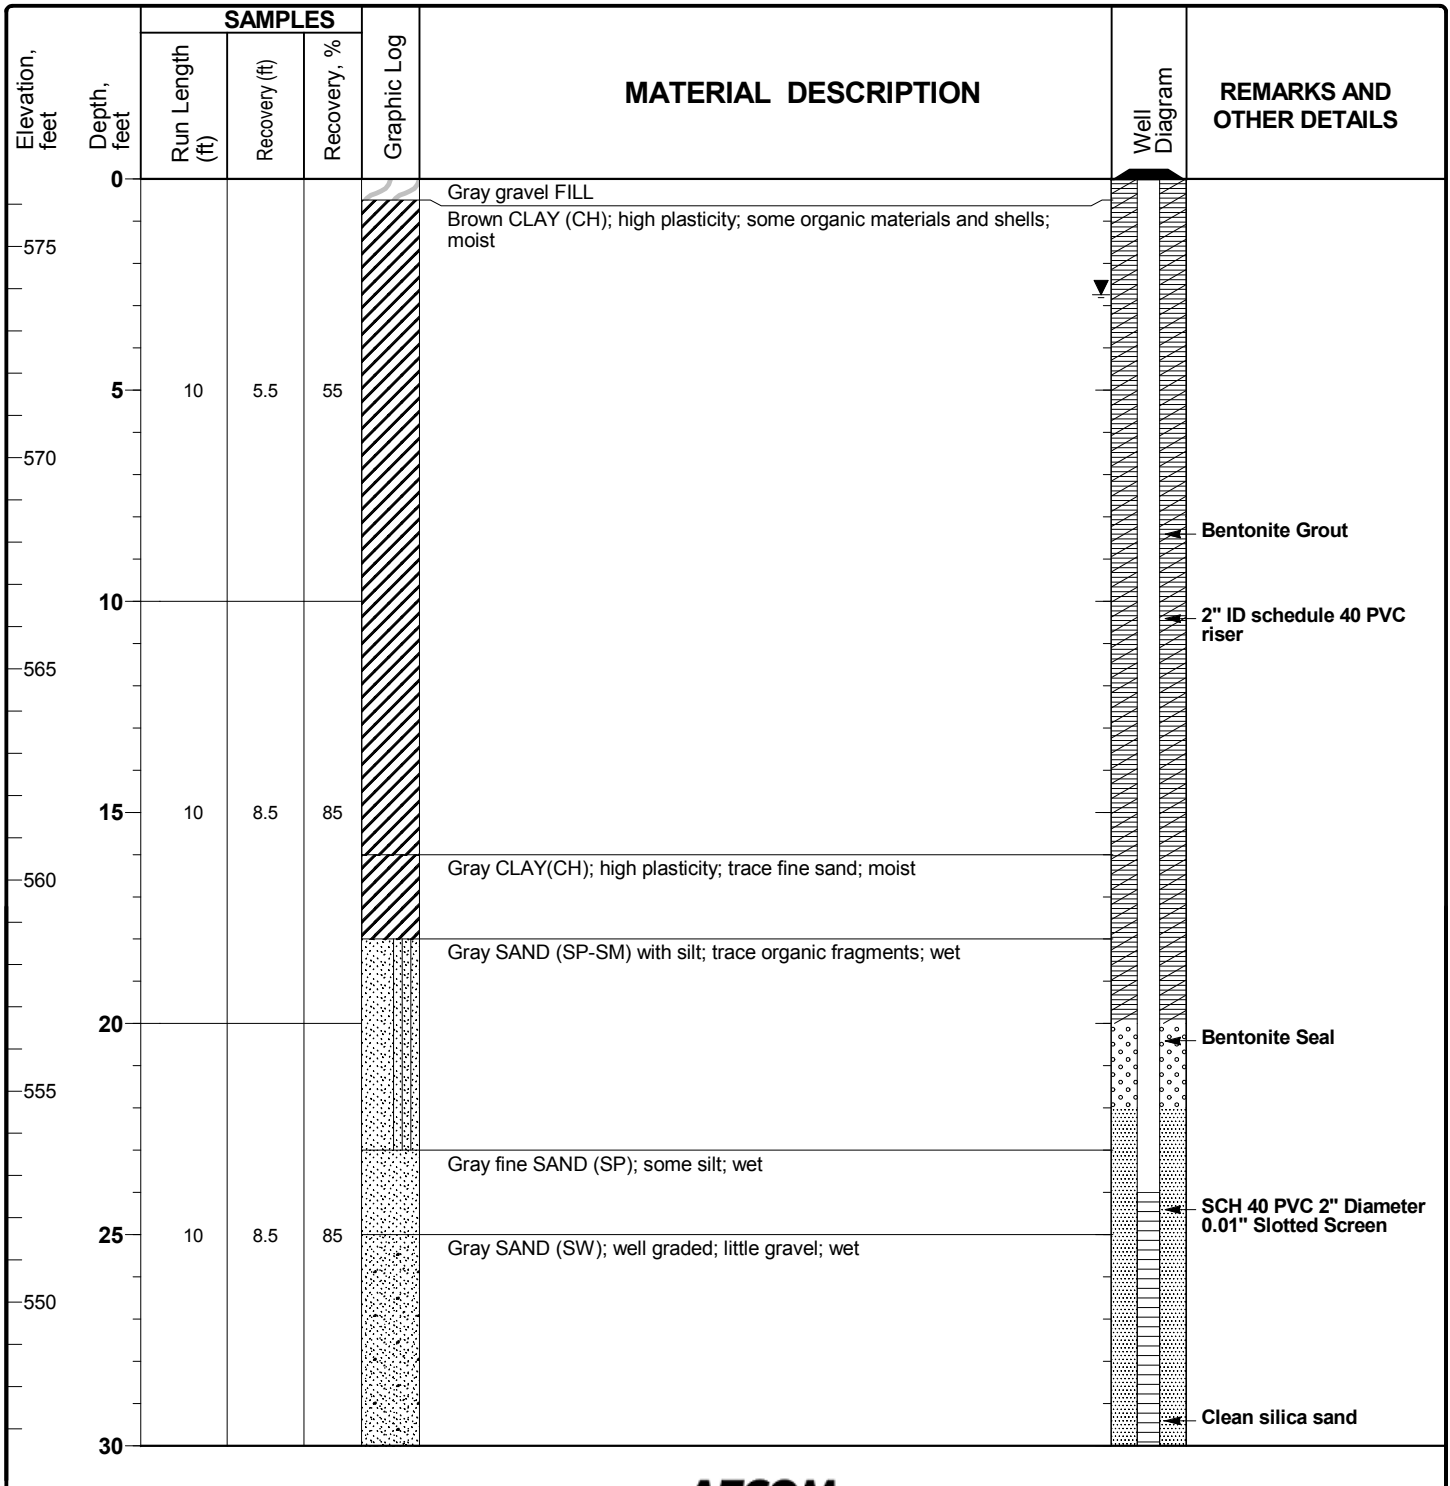 SAMPLES
Elevation,
feet
Depth,
feet
Run Length
(ft)
Recovery (ft)
Recovery, %
Graphic Log
MATERIAL DESCRIPTION
Well
Diagram
REMARKS AND
OTHER DETAILS
0
Gray gravel FILL
Brown CLAY (CH); high plasticity; some organic materials and shells;
moist
575
5
10
5.5
55
570
Bentonite Grout
10
2" ID schedule 40 PVC
riser
565
15
10
8.5
85
Gray CLAY(CH); high plasticity; trace fine sand; moist
560
Gray SAND (SP-SM) with silt; trace organic fragments; wet
20
Bentonite Seal
555
Gray fine SAND (SP); some silt; wet
SCH 40 PVC 2" Diameter
0.01" Slotted Screen
25
10
8.5
85
Gray SAND (SW); well graded; little gravel; wet
550
Clean silica sand
30
AECOM